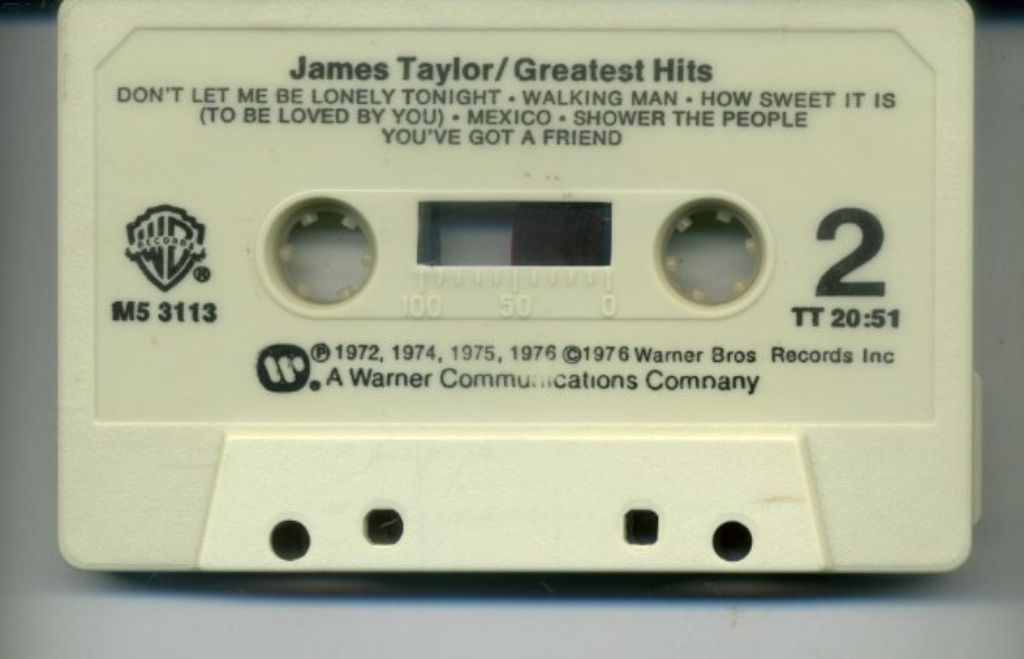 James Taylor/Greatest Hits
DON'T LET ME BE LONELY TONIGHT • WALKING MAN • HOW SWEET IT IS
(TO BE LOVED BY YOU) • MEXICO • SHOWER THE PEOPLE
YOU'VE GOT A FRIEND
RECORDS
®
M5 3113
2
TT 20:51
100 50 0
℗1972, 1974, 1975, 1976 ©1976 Warner Bros Records Inc
A Warner Communications Company